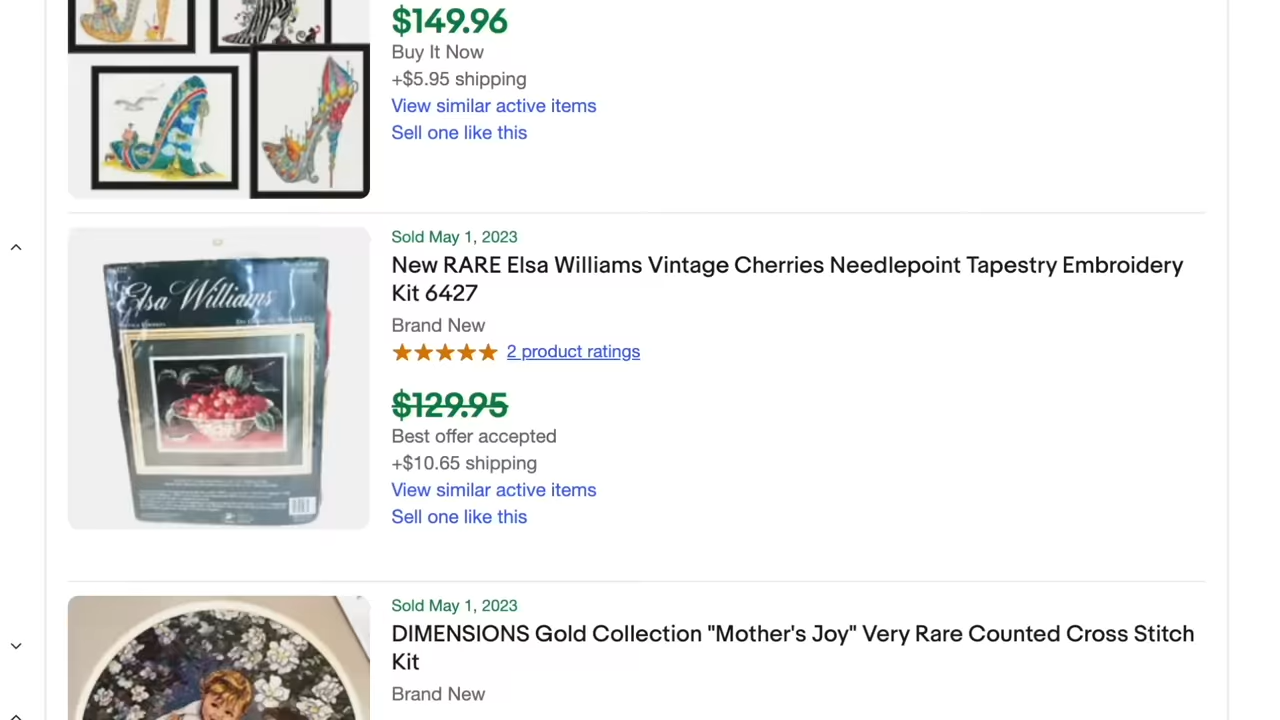 $149.96
Buy It Now
+$5.95 shipping
View similar active items
Sell one like this
Sold May 1, 2023
New RARE Elsa Williams Vintage Cherries Needlepoint Tapestry Embroidery
Kit 6427
Brand New
2 product ratings
$129.95
Best offer accepted
+$10.65 shipping
View similar active items
Sell one like this
Elsa Williams
Sold May 1, 2023
DIMENSIONS Gold Collection "Mother's Joy" Very Rare Counted Cross Stitch
Kit
Brand New